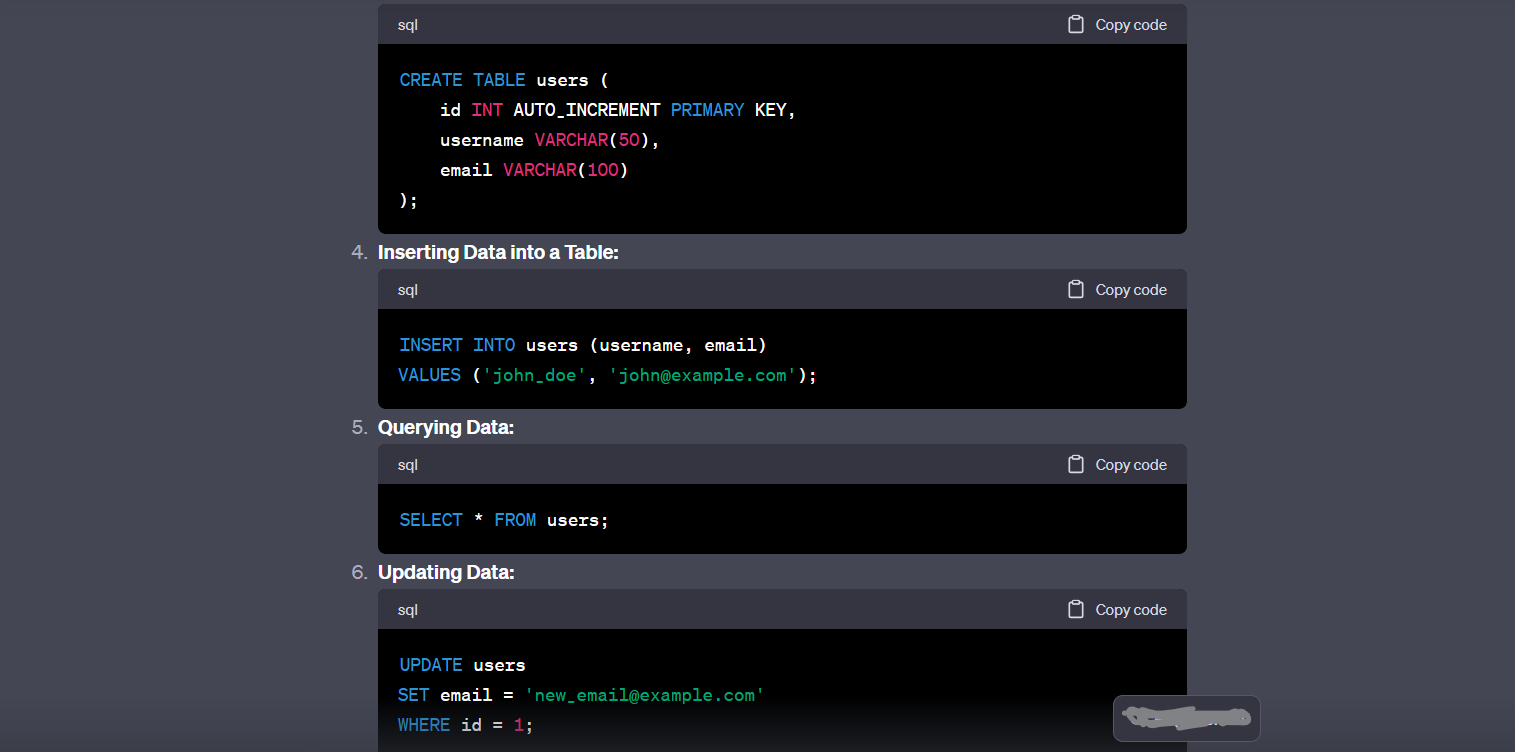 sql Copy code
CREATE TABLE users (
    id INT AUTO_INCREMENT PRIMARY KEY,
    username VARCHAR(50),
    email VARCHAR(100)
);
4. Inserting Data into a Table:
sql Copy code
INSERT INTO users (username, email)
VALUES ('john_doe', 'john@example.com');
5. Querying Data:
sql Copy code
SELECT * FROM users;
6. Updating Data:
sql Copy code
UPDATE users
SET email = 'new_email@example.com'
WHERE id = 1;